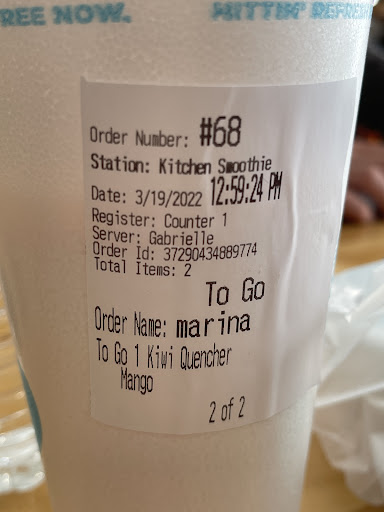 REE NOW.
HITTIN' REFRE
Order Number: #68
Station: Kitchen Smoothie
Date: 3/19/2022 12:59:24 PM
Register: Counter 1
Server: Gabrielle
Order Id: 37290434889774
Total Items: 2
To Go
Order Name: marina
To Go 1 Kiwi Quencher
Mango
2 of 2